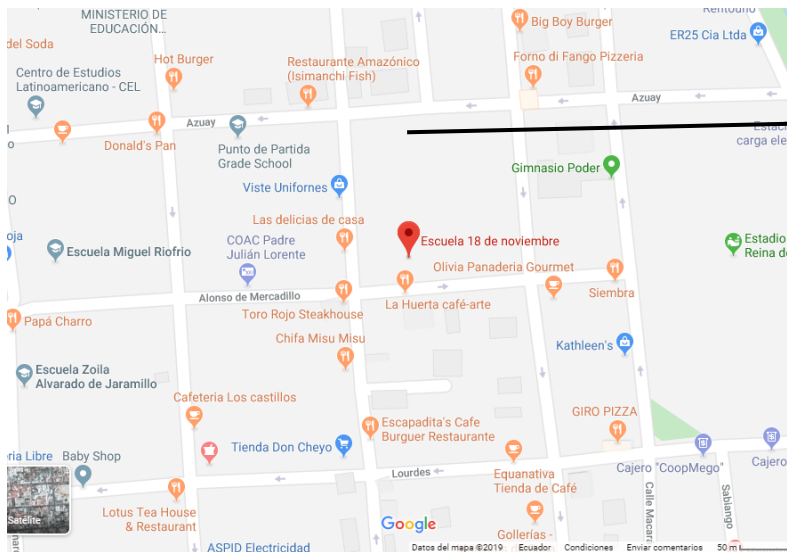 MINISTERIO DE
EDUCACIÓN...
del Soda
Hot Burger
Restaurante Amazónico
(Isimanchi Fish)
Big Boy Burger
ER25 Cia Ltda
Forno di Fango Pizzeria
Centro de Estudios
Latinoamericano - CEL
Azuay
Azuay
Donald's Pan
Punto de Partida
Grade School
carga ele
Gimnasio Poder
Viste Unifornes
Las delicias de casa
Escuela Miguel Riofrio
COAC Padre
Julián Lorente
Escuela 18 de noviembre
Estadio
Reina de
Olivia Panaderia Gourmet
Siembra
Alonso de Mercadillo
La Huerta café-arte
Toro Rojo Steakhouse
Papá Charro
Chifa Misu Misu
Kathleen's
Escuela Zoila
Alvarado de Jaramillo
Cafeteria Los castillos
GIRO PIZZA
Escapadita's Cafe
Burguer Restaurante
Tienda Don Cheyo
eria Libre
Baby Shop
Lourdes
Equanativa
Tienda de Café
Cajero "CoopMego"
Cajero
Calle Macara
Sabiango
Satélite
Lotus Tea House
& Restaurant
Google
Gollerías -
ASPID Electricidad
Datos del mapa ©2019 Ecuador Condiciones Enviar comentarios 50 m